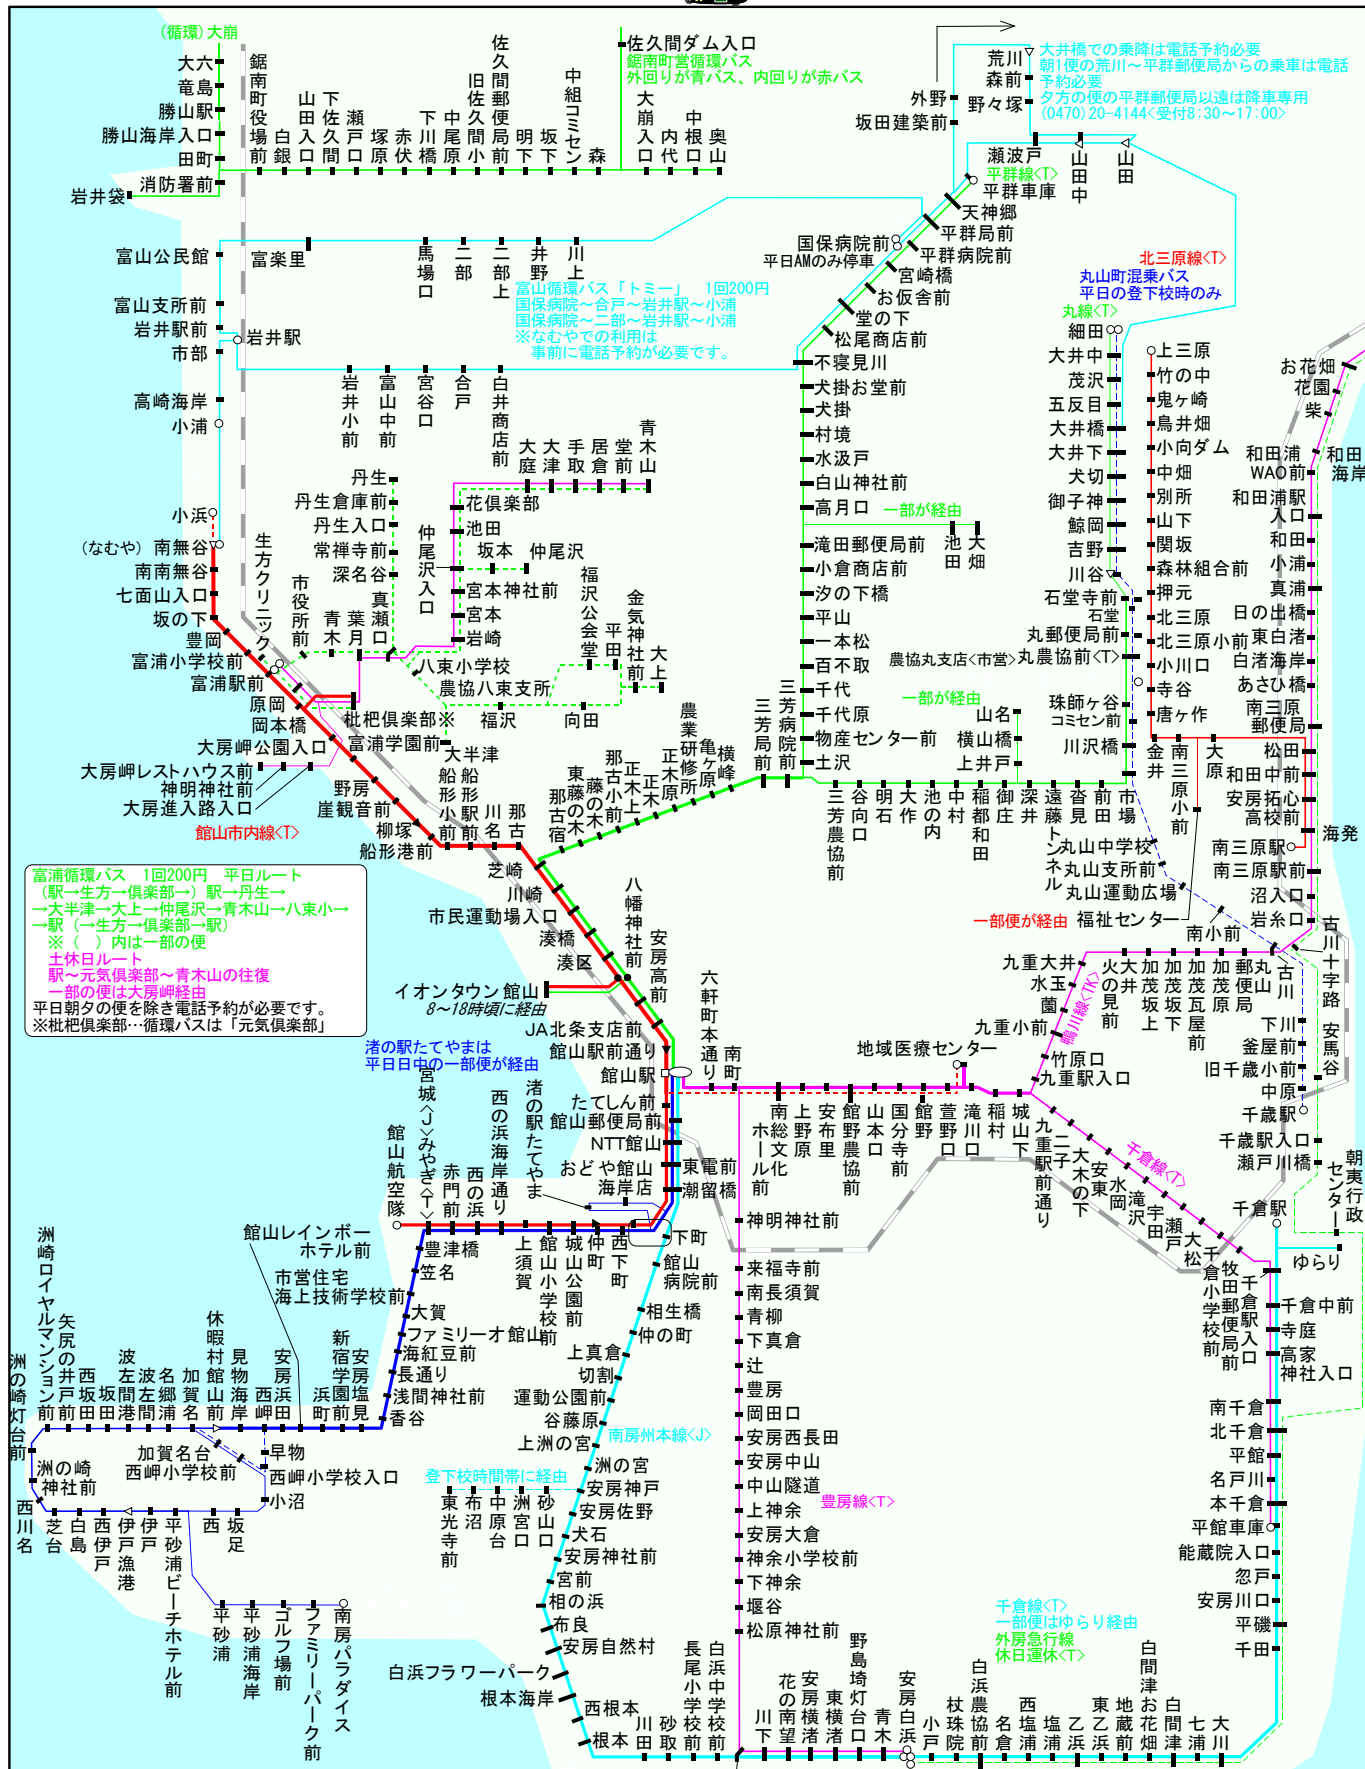 (循環)大崩
大六
竜島
勝山駅
勝山海岸入口
田町
消防署前
岩井袋
鋸南町役場前
白銀
山田入口
下佐久間
瀬戸口
塚原
赤伏
下川橋
中尾原
旧佐久間小
佐久間郵便局前
明下
坂下
中組コミセン
森
佐久間ダム入口
鋸南町営循環バス
外回りが青バス、内回りが赤バス
大崩入口
内代
中根口
奥山
外野
坂田建築前
荒川
森前
野々塚
大井橋での乗降は電話予約必要
朝1便の荒川～平群郵便局からの乗車は電話
予約必要
夕方の便の平群郵便局以遠は降車専用
(0470)20-4144<受付8:30～17:00>
瀬波戸
山田中
山田
平群線<T>
平群車庫
天神郷
平群局前
平群病院前
国保病院前
平日AMのみ停車
宮崎橋
お仮舎前
堂の下
松尾商店前
富山公民館
富楽里
馬場口
二部
二部上
井野
川上
富山支所前
岩井駅前
市部
岩井駅
高崎海岸
小浦
富山循環バス「トミー」 1回200円
国保病院～合戸～岩井駅～小浦
国保病院～二部～岩井駅～小浦
※なむやでの利用は
事前に電話予約が必要です。
岩井小前
富山中前
宮谷口
合戸
白井商店前
不寝見川
犬掛お堂前
犬掛
村境
水汲戸
白山神社前
高月口
一部が経由
池田
大畑
滝田郵便局前
小倉商店前
汐の下橋
平山
一本松
百不取
千代
千代原
物産センター前
土沢
北三原線<T>
丸山町混乗バス
平日の登下校時のみ
丸線<T>
細田
大井中
茂沢
五反目
大井橋
大井下
犬切
御子神
鯨岡
吉野
川谷
石堂寺前
石堂
丸郵便局前
農協丸支店<市営>
丸農協前<T>
珠師ヶ谷
コミセン前
川沢橋
上三原
竹の中
鬼ヶ崎
鳥井畑
小向ダム
中畑
別所
山下
関坂
森林組合前
押元
北三原
北三原小前
小川口
寺谷
唐ヶ作
金井
南三原小前
大原
お花畑
花園
柴
和田浦
WAO前
和田
海岸
和田浦駅
入口
和田
小浦
真浦
日の出橋
東白渚
白渚海岸
あさひ橋
南三原
郵便局
松田
和田中前
安房拓心
高校前
海発
南三原駅
南三原駅前
沼入口
岩糸口
古川十字路
小浜
(なむや) 南無谷
南南無谷
七面山入口
坂の下
豊岡
富浦小学校前
富浦駅前
原岡
岡本橋
大房岬公園入口
大房岬レストハウス前
神明神社前
大房進入路入口
館山市内線<T>
生方クリニック
市役所前
青木
葉月
真瀬口
丹生
丹生倉庫前
丹生入口
常禅寺前
深名谷
仲尾沢入口
大庭
大津
手取
居倉
堂前
青木山
花倶楽部
池田
坂本
仲尾沢
宮本神社前
宮本
岩崎
八束小学校
農協八束支所
福沢公会堂
平田
金気神社前
大上
福沢
向田
枇杷倶楽部※
富浦学園前
大半津
野房
崖観音前
柳塚
船形港前
船形小前
船形駅前
川名
那古
那古宿
東藤の木
藤の木
那古小前
正木上
正木
正木原
農業研修所
亀ヶ原
横峰
三芳局前
三芳病院前
三芳農協前
谷向口
明石
大作
池の内
中村
稲都和田
御庄
深井
遠藤トンネル
沓見
前田
市場
一部が経由
山名
横山橋
上井戸
丸山中学校
丸山支所前
丸山運動広場
一部便が経由
福祉センター
南小前
富浦循環バス 1回200円 平日ルート
(駅→生方→倶楽部→) 駅→丹生→
→大半津→大上→仲尾沢→青木山→八束小→
→駅 (→生方→倶楽部→駅)
※( )内は一部の便
土休日ルート
駅～元気倶楽部～青木山の往復
一部の便は大房岬経由
平日朝夕の便を除き電話予約が必要です。
※枇杷倶楽部…循環バスは「元気倶楽部」
芝崎
川崎
市民運動場入口
湊橋
湊区
八幡神社前
安房高前
イオンタウン館山
8～18時頃に経由
JA北条支店前
館山駅前通り
館山駅
渚の駅たてやまは
平日日中の一部便が経由
たてしん前
館山郵便局前
NTT館山
おどや館山
海岸店
東電前
潮留橋
六軒町本通り
南町
南総文化ホール前
上野原
安布里
館野農協前
山本口
国分寺前
館野
萱野口
滝川口
稲村
城山下
地域医療センター
九重大井
水玉
薗
九重小前
竹原口
九重駅入口
鴨川線<TK>
火の見前
大井
加茂坂上
加茂坂下
加茂瓦屋前
加茂原
郵便局
丸山
古川
下川
釜屋前
旧千歳小前
中原
千歳駅
安馬谷
千歳駅入口
瀬戸川橋
朝夷行政センター
九重駅前通り
二子
大木の下
安東
水岡
滝沢
宇田
瀬戸
大松
千倉小学校前
牧田郵便局前
千倉駅入口
千倉線<T>
千倉駅
ゆらり
千倉中前
寺庭
高家
神社入口
南千倉
北千倉
平館
名戸川
本千倉
平館車庫
能蔵院入口
忽戸
安房川口
平磯
千田
館山航空隊
宮城<J>みやぎ<T>
赤門前
西の浜
西の浜海岸通り
渚の駅たてやま
上須賀
館山小学校前
城山公園前
仲町
西下町
下町
館山
病院前
相生橋
仲の町
上真倉
切割
運動公園前
谷藤原
上洲の宮
洲の宮
安房神戸
安房佐野
犬石
安房神社前
宮前
相の浜
布良
安房自然村
白浜フラワーパーク
根本海岸
西根本
根本
南房州本線<J>
登下校時間帯に経由
東光寺前
布沼
中原台
洲宮口
砂山口
豊津橋
笠名
館山レインボー
ホテル前
市営住宅
海上技術学校前
大賀
ファミリーオ館山
海紅豆前
長通り
浅間神社前
香谷
洲の崎灯台前
洲崎ロイヤルマンション前
矢尻の井戸前
西坂田
坂田
波左間港
波左間
名郷浦
加賀名
休暇村館山前
見物海岸
西岬
安房浜田
浜町
新宿学園前
安房塩見
加賀名台
西岬小学校前
早物
西岬小学校入口
小沼
洲の崎
神社前
西川名
芝台
白島
西伊戸
伊戸漁港
伊戸
平砂浦ビーチホテル前
西
坂足
平砂浦
平砂浦海岸
ゴルフ場前
ファミリーパーク前
南房パラダイス
神明神社前
来福寺前
南長須賀
青柳
下真倉
辻
豊房
岡田口
安房西長田
安房中山
中山隧道
上神余
安房大倉
神余小学校前
下神余
堰谷
松原神社前
豊房線<T>
千倉線<T>
一部便はゆらり経由
外房急行線
休日運休<T>
川田
砂取
長尾小学校前
白浜中学校前
川下
花の南望
安房横渚
東横渚
野島埼灯台口
青木
安房白浜
小戸
杖珠院
白浜農協前
名倉
西塩浦
塩浦
乙浜
東乙浜
地蔵前
白間津お花畑
白間津
七浦
大川